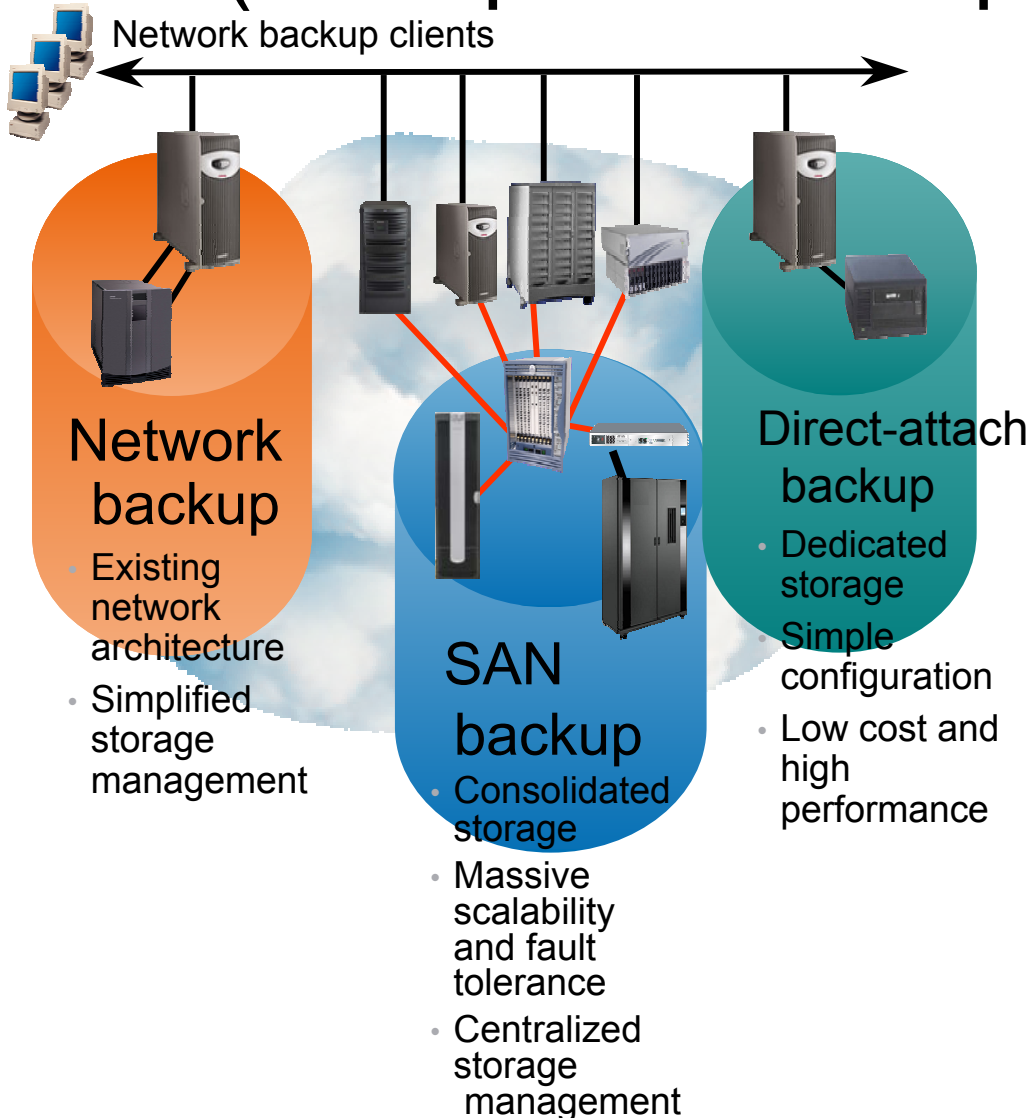 Network backup clients
Network
backup
• Existing
network
architecture
• Simplified
storage
management
SAN
backup
• Consolidated
storage
• Massive
scalability
and fault
tolerance
• Centralized
storage
management
Direct-attach
backup
• Dedicated
storage
• Simple
configuration
• Low cost and
high
performance